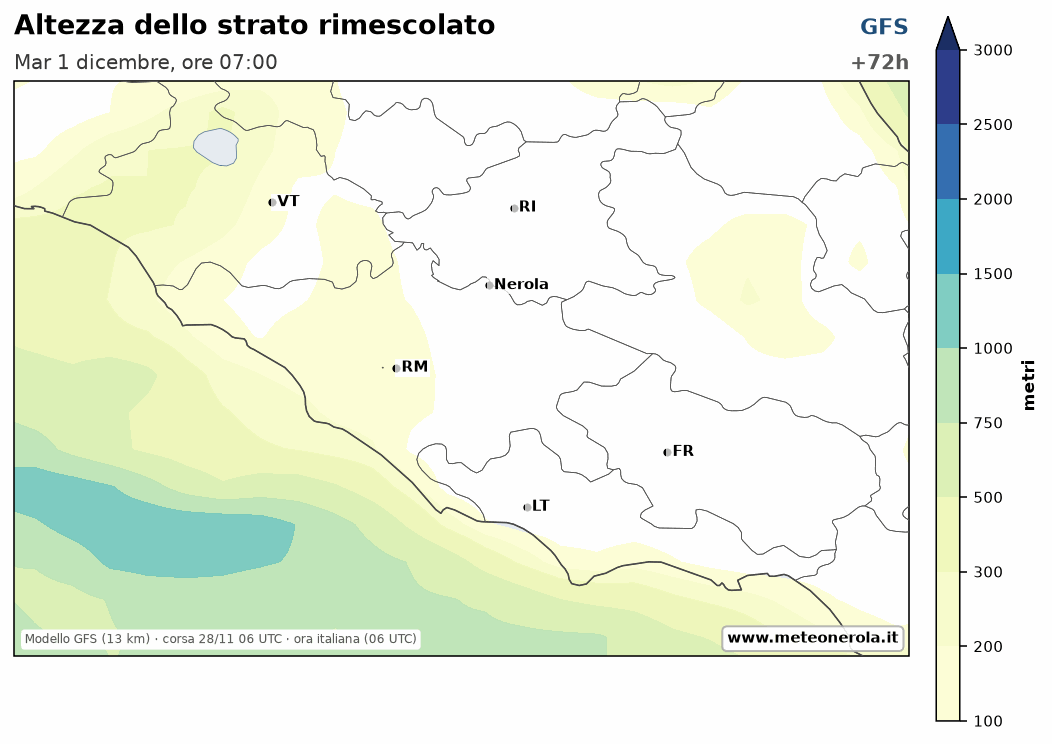 Altezza dello strato rimescolato
GFS
Mar 1 dicembre, ore 07:00
+72h
3000
2500
2000
1500
1000
750
500
300
200
100
metri
VT
RI
Nerola
RM
FR
LT
Modello GFS (13 km) · corsa 28/11 06 UTC · ora italiana (06 UTC)
www.meteonerola.it